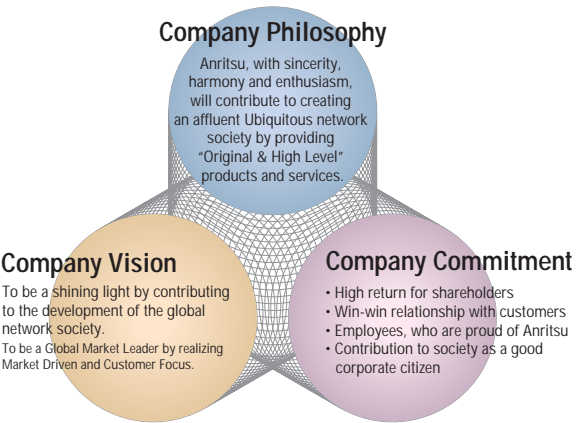 Company Philosophy
Anritsu, with sincerity,
harmony and enthusiasm,
will contribute to creating
an affluent Ubiquitous network
society by providing
“Original & High Level”
products and services.
Company Vision
To be a shining light by contributing
to the development of the global
network society.
To be a Global Market Leader by realizing
Market Driven and Customer Focus.
Company Commitment
• High return for shareholders
• Win-win relationship with customers
• Employees, who are proud of Anritsu
• Contribution to society as a good
corporate citizen